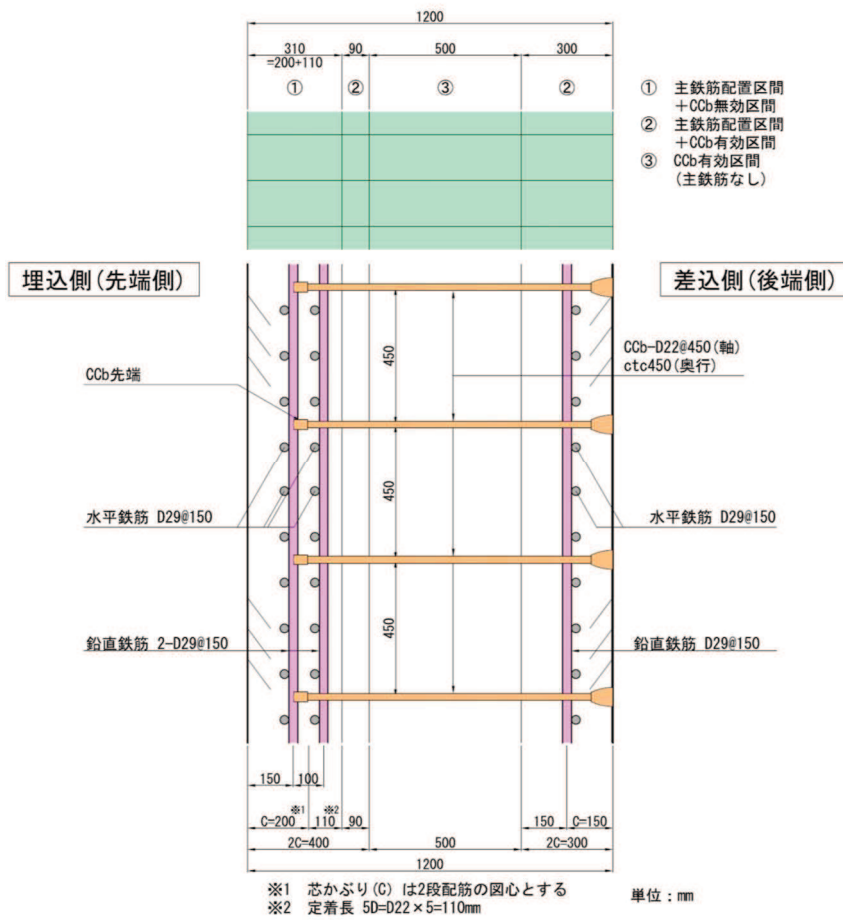 1200
310
=200+110
90
500
300
①
②
③
②
① 主鉄筋配置区間
+CCb無効区間
② 主鉄筋配置区間
+CCb有効区間
③ CCb有効区間
(主鉄筋なし)
埋込側(先端側)
差込側(後端側)
450
CCb-D22@450(軸)
ctc450(奥行)
CCb先端
450
水平鉄筋 D29@150
水平鉄筋 D29@150
450
鉛直鉄筋 2-D29@150
鉛直鉄筋 D29@150
150
100
※1
※2
C=200
110
90
150
C=150
2C=400
500
2C=300
1200
※1 芯かぶり(C) は2段配筋の図心とする
※2 定着長 5D=D22×5=110mm
単位:mm